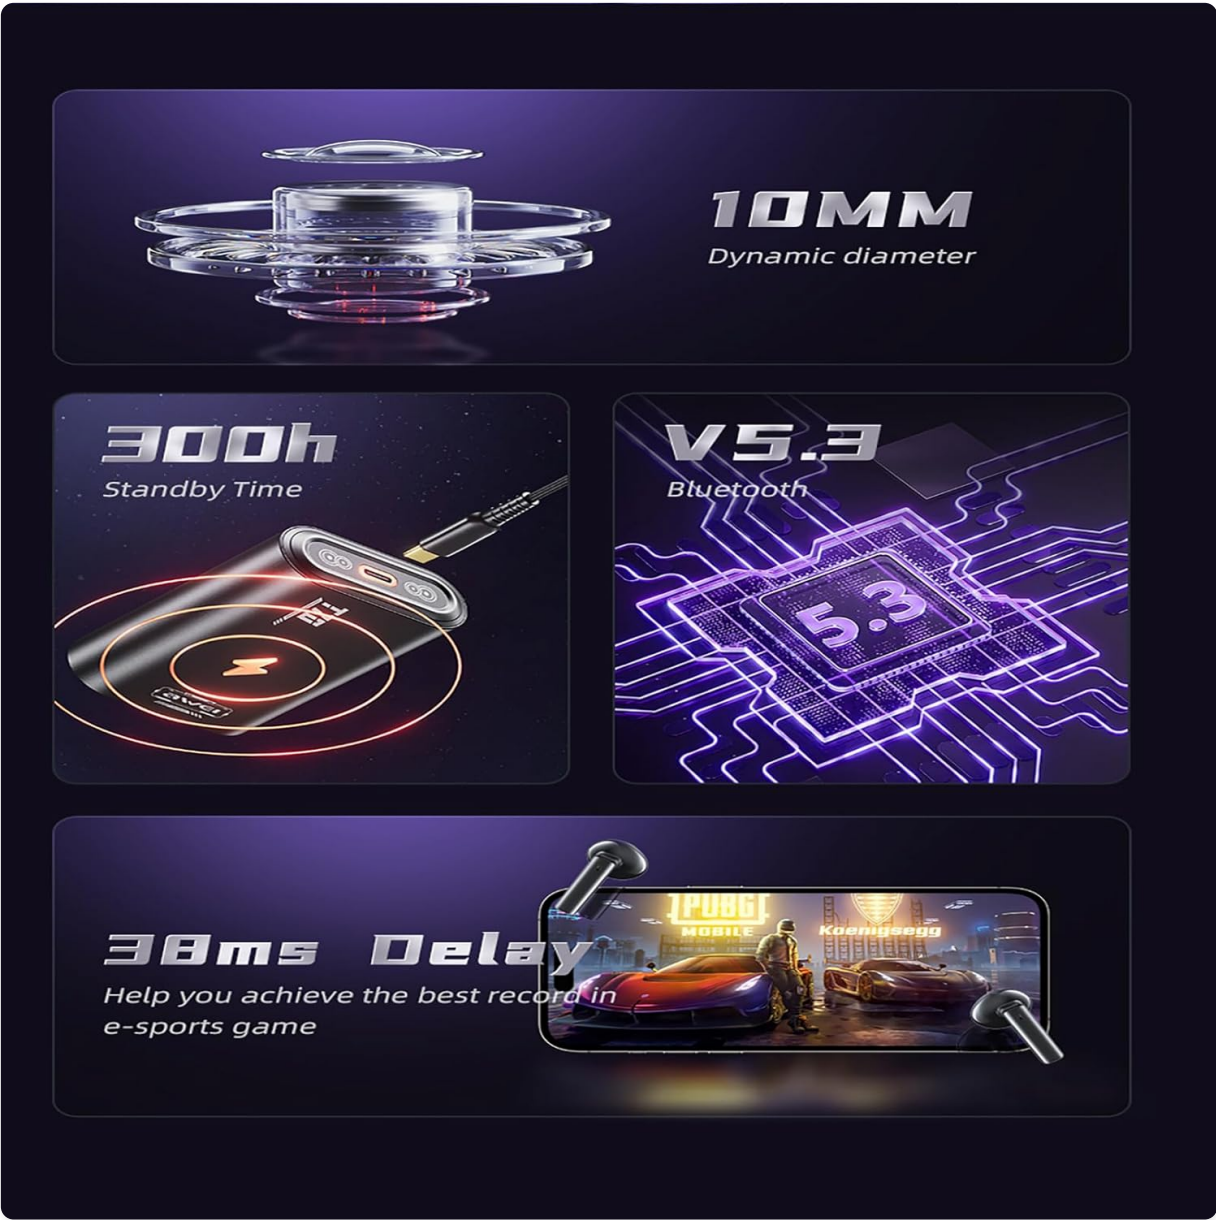 10MM
Dynamic diameter
300h
Standby Time
awei
V5.3
Bluetooth
5.3
38ms Delay
Help you achieve the best record in
e-sports game
PUBG
MOBILE
Koenigsegg